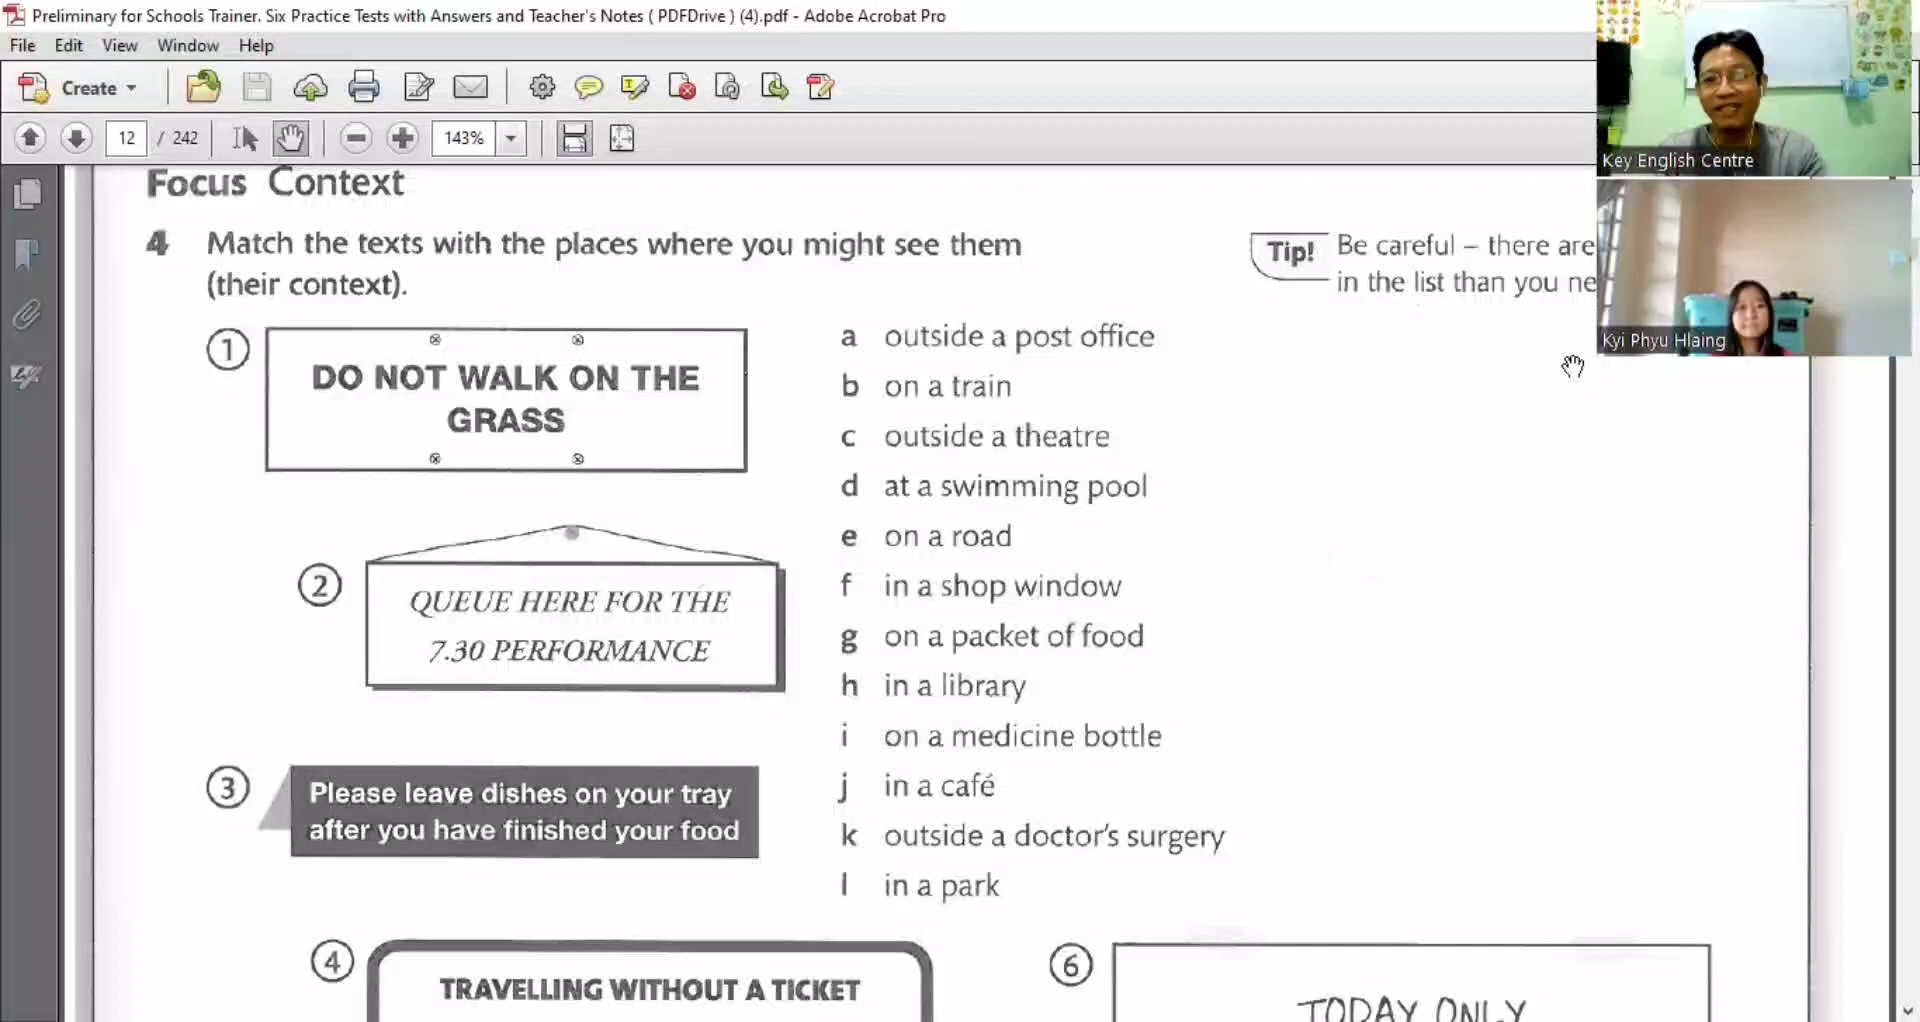 Preliminary for Schools Trainer. Six Practice Tests with Answers and Teacher's Notes ( PDFDrive ) (4).pdf - Adobe Acrobat Pro
File Edit View Window Help
Create
12 / 242 143%
Key English Centre
Kyi Phyu Hlaing
Focus Context
4 Match the texts with the places where you might see them
(their context).
Tip! Be careful – there are
in the list than you ne
1
DO NOT WALK ON THE
GRASS
2
QUEUE HERE FOR THE
7.30 PERFORMANCE
3
Please leave dishes on your tray
after you have finished your food
a outside a post office
b on a train
c outside a theatre
d at a swimming pool
e on a road
f in a shop window
g on a packet of food
h in a library
i on a medicine bottle
j in a café
k outside a doctor's surgery
l in a park
4
TRAVELLING WITHOUT A TICKET
6
TODAY ONLY